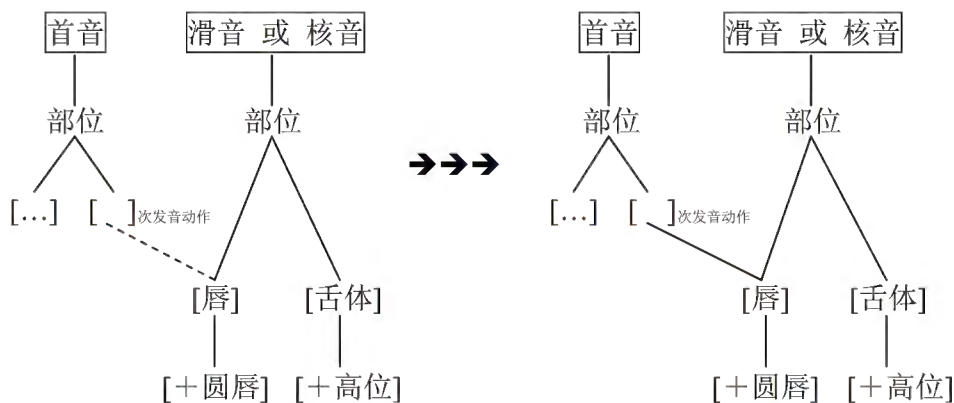 首音 滑音 或 核音 首音 滑音 或 核音
部位 部位 部位 部位
➔➔➔
[…] [ ]次发音动作 […] [ ]次发音动作
[唇] [舌体] [唇] [舌体]
[＋圆唇] [＋高位] [＋圆唇] [＋高位]